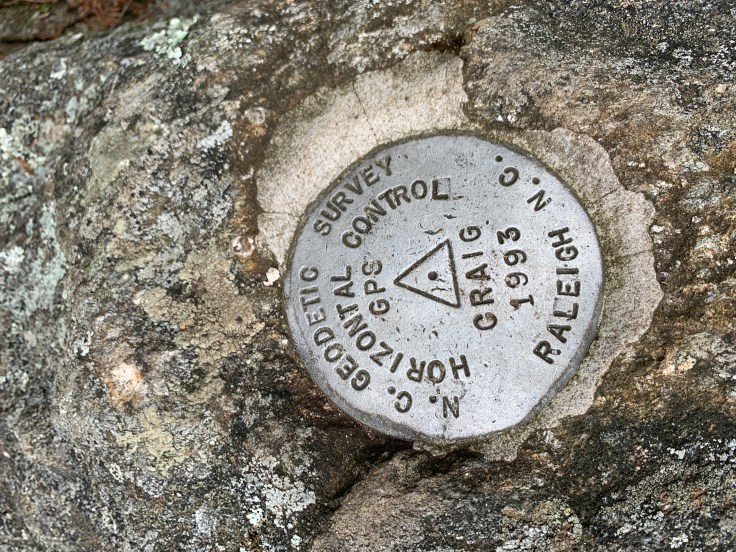 N. C. GEODETIC SURVEY
HORIZONTAL CONTROL
GPS
CRAIG
1993
RALEIGH N. C.